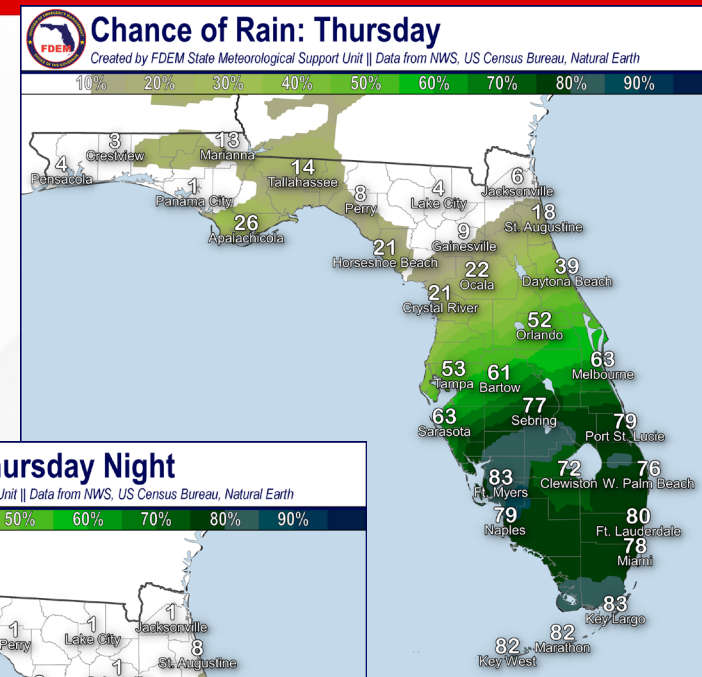 Chance of Rain: Thursday
FDEM
Created by FDEM State Meteorological Support Unit || Data from NWS, US Census Bureau, Natural Earth
10% 20% 30% 40% 50% 60% 70% 80% 90%
3
Crestview
13
Marianna
4
Pensacola
1
Panama City
14
Tallahassee
26
Apalachicola
8
Perry
4
Lake City
6
Jacksonville
18
St. Augustine
9
Gainesville
21
Horseshoe Beach
22
Ocala
39
Daytona Beach
21
Crystal River
52
Orlando
63
Melbourne
53
Tampa
61
Bartow
63
Sarasota
77
Sebring
79
Port St. Lucie
83
Ft. Myers
72
Clewiston
76
W. Palm Beach
79
Naples
80
Ft. Lauderdale
78
Miami
83
Key Largo
82
Marathon
82
Key West
ursday Night
Unit || Data from NWS, US Census Bureau, Natural Earth
50% 60% 70% 80% 90%
1
Perry
1
Lake City
1
Jacksonville
8
St. Augustine
1